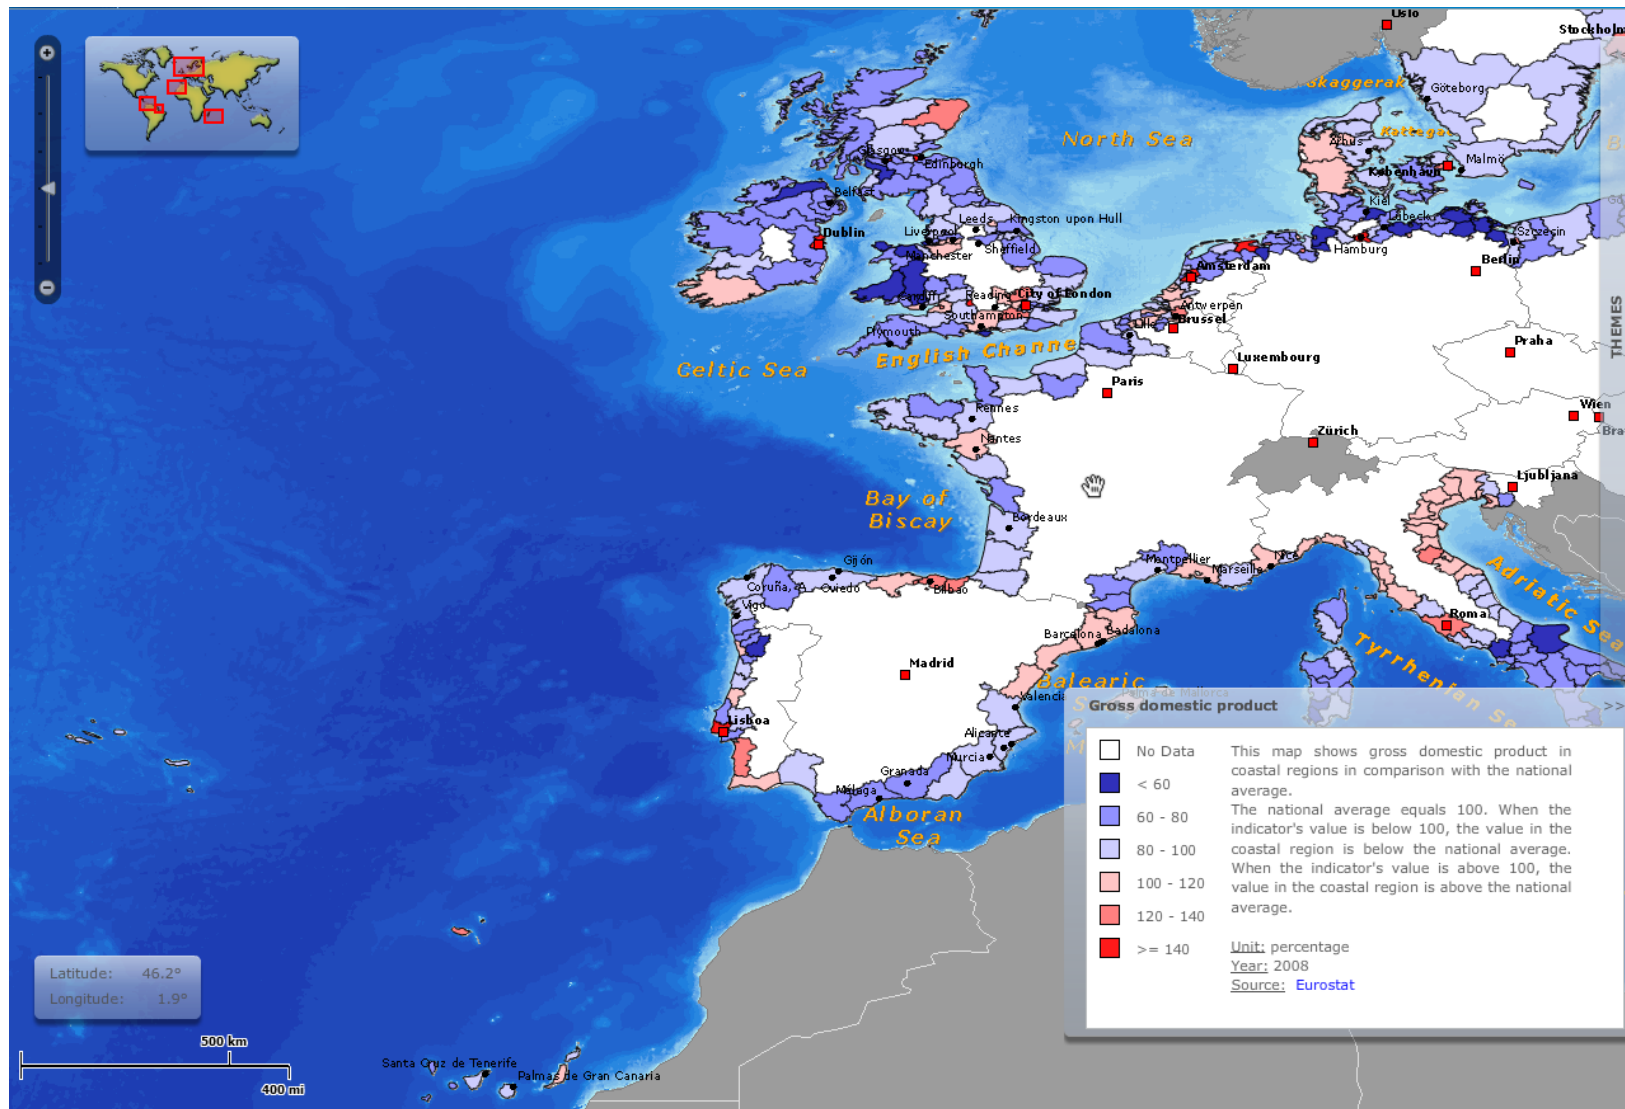 Oslo
Stockholm
Skaggerak
Göteborg
North Sea
Kattegat
Århus
Glasgow
Edinburgh
København
Malmö
Belfast
Kiel
Leeds
Kingston upon Hull
Lübeck
Dublin
Liverpool
Szczecin
Manchester
Sheffield
Hamburg
Amsterdam
Berlin
Cardiff
Reading
City of London
Antwerpen
Southampton
Brussel
Plymouth
Lille
THEMES
English Channe
Praha
Celtic Sea
Luxembourg
Paris
Rennes
Wien
Bra
Nantes
Zürich
Ljubljana
Bay of
Biscay
Bordeaux
Gijón
Montpellier
Nice
Marseille
Adriatic Sea
Coruña, A
Oviedo
Bilbao
Vigo
Roma
Barcelona
Badalona
Tyrrhenian Se
Madrid
Balearic
Palma de Mallorca
Valencia
Lisboa
Alicante
Murcia
Granada
Málaga
Alboran
Sea
Gross domestic product >>
No Data
< 60
60 - 80
80 - 100
100 - 120
120 - 140
>= 140
This map shows gross domestic product in
coastal regions in comparison with the national
average.
The national average equals 100. When the
indicator's value is below 100, the value in the
coastal region is below the national average.
When the indicator's value is above 100, the
value in the coastal region is above the national
average.
Unit: percentage
Year: 2008
Source: Eurostat
Latitude: 46.2°
Longitude: 1.9°
500 km
400 mi
Santa Cruz de Tenerife
Palmas de Gran Canaria